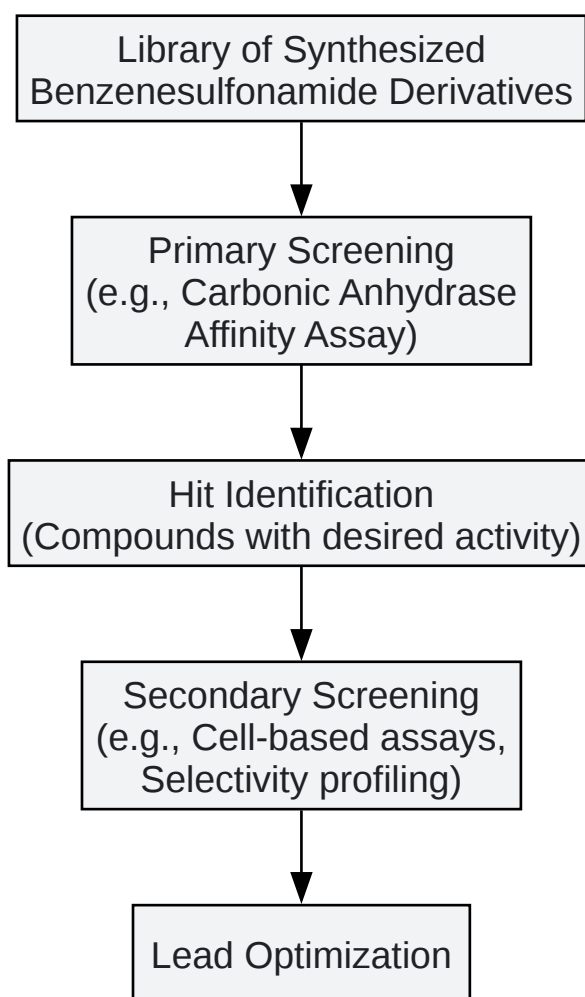 Library of Synthesized
Benzenesulfonamide Derivatives
Primary Screening
(e.g., Carbonic Anhydrase
Affinity Assay)
Hit Identification
(Compounds with desired activity)
Secondary Screening
(e.g., Cell-based assays,
Selectivity profiling)
Lead Optimization